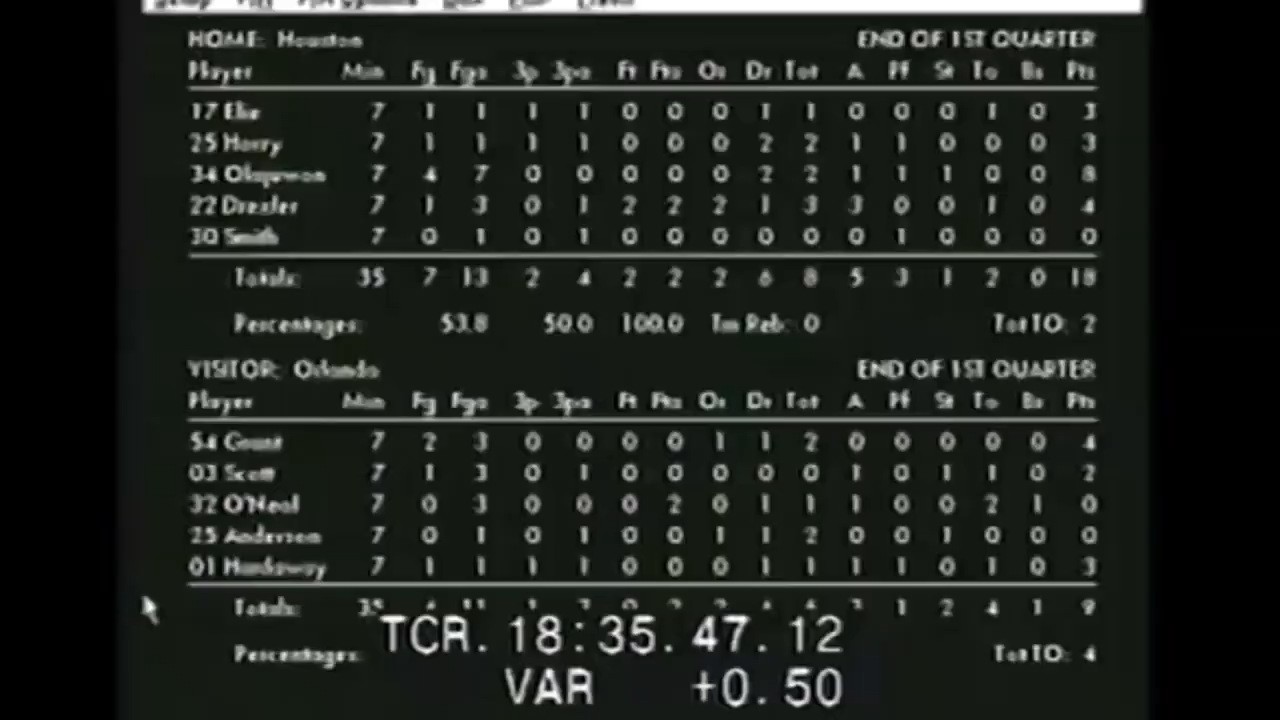 HOME: Houston END OF 1ST QUARTER
Player Min Fg Fga 3p 3pa Ft Fta Or Dr Tot A Pf St To Bs Pts
17 Elie 7 1 1 1 1 0 0 0 1 1 0 0 0 1 0 3
25 Horry 7 1 1 1 1 0 0 0 2 2 1 1 0 0 0 3
34 Olajuwon 7 4 7 0 0 0 0 0 2 2 1 1 1 0 0 8
22 Drexler 7 1 3 0 1 2 2 2 1 3 3 0 0 1 0 4
30 Smith 7 0 1 0 1 0 0 0 0 0 0 1 0 0 0 0
Totals: 35 7 13 2 4 2 2 2 6 8 5 3 1 2 0 18
Percentages: 53.8 50.0 100.0 Tm Reb: 0 Tot TO: 2
VISITOR: Orlando END OF 1ST QUARTER
Player Min Fg Fga 3p 3pa Ft Fta Or Dr Tot A Pf St To Bs Pts
54 Grant 7 2 3 0 0 0 0 1 1 2 0 0 0 0 0 4
03 Scott 7 1 3 0 1 0 0 0 0 0 1 0 1 1 0 2
32 O'Neal 7 0 3 0 0 0 2 0 1 1 1 0 0 2 1 0
25 Anderson 7 0 1 0 1 0 0 1 1 2 0 0 1 0 0 0
01 Hardaway 7 1 1 1 1 0 0 0 1 1 1 1 0 1 0 3
Totals: 1 2 4 1 9
TCR. 18:35.47.12
Percentages: Tot TO: 4
VAR +0.50